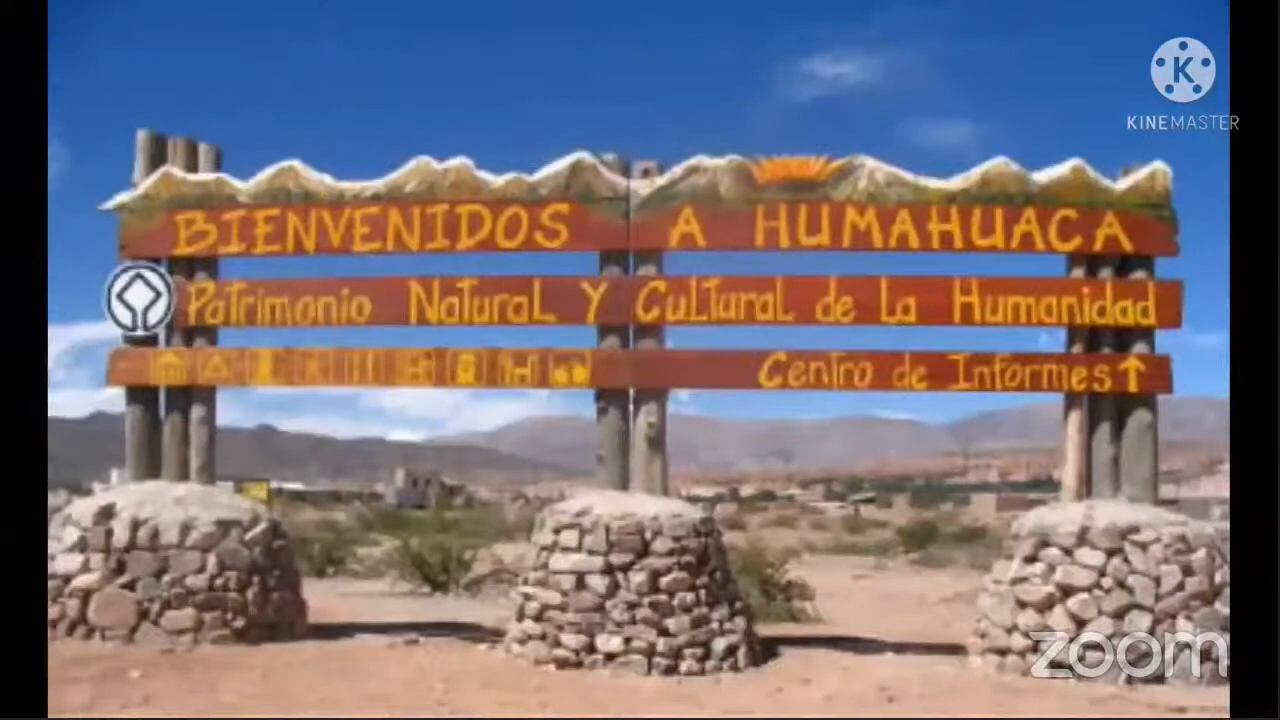 K
KINEMASTER
BIENVENIDOS A HUMAHUACA
Patrimonio Natural Y Cultural de La Humanidad
Centro de Informes
zoom